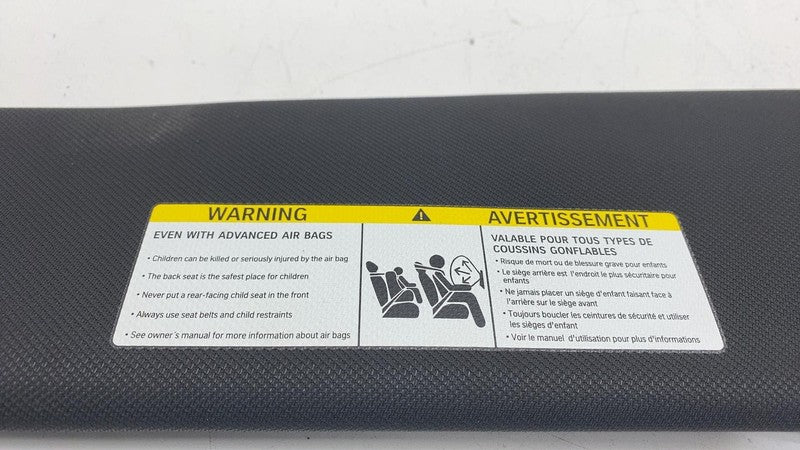 WARNING
EVEN WITH ADVANCED AIR BAGS
• Children can be killed or seriously injured by the air bag
• The back seat is the safest place for children
• Never put a rear-facing child seat in the front
• Always use seat belts and child restraints
• See owner's manual for more information about air bags
AVERTISSEMENT
VALABLE POUR TOUS TYPES DE
COUSSINS GONFLABLES
• Risque de mort ou de blessure grave pour enfants
• Le siège arrière est l'endroit le plus sécuritaire pour
enfants
• Ne jamais placer un siège d'enfant faisant face à
l'arrière sur le siège avant
• Toujours boucler les ceintures de sécurité et utiliser
les sièges d'enfant
• Voir le manuel d'utilisation pour plus d'informations